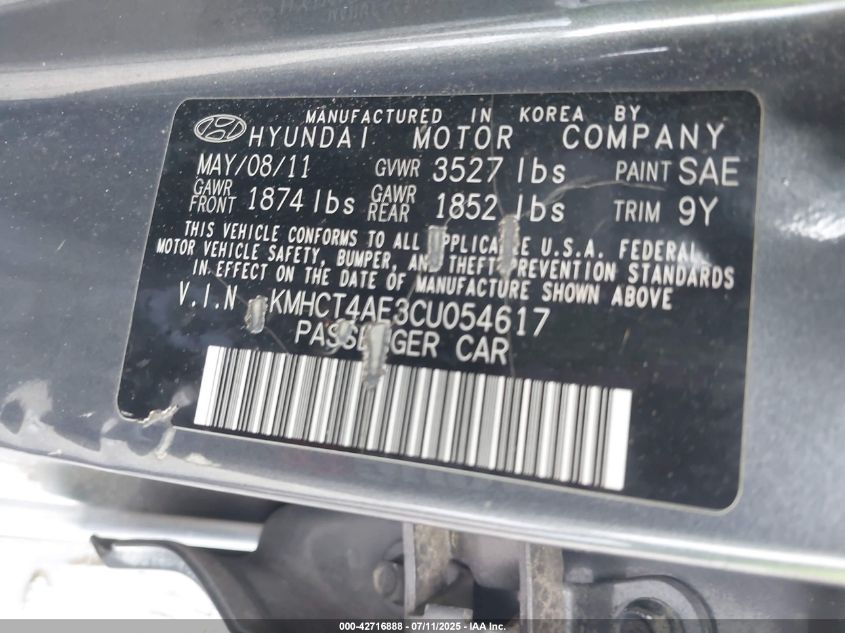 MANUFACTURED IN KOREA BY
HYUNDAI MOTOR COMPANY
MAY/08/11 GVWR 3527 lbs PAINT SAE
GAWR FRONT 1874 lbs GAWR REAR 1852 lbs TRIM 9Y
THIS VEHICLE CONFORMS TO ALL APPLICABLE U.S.A. FEDERAL
MOTOR VEHICLE SAFETY, BUMPER, AND THEFT PREVENTION STANDARDS
IN EFFECT ON THE DATE OF MANUFACTURE SHOWN ABOVE
V.I.N : KMHCT4AE3CU054617
PASSENGER CAR
000-42716888 - 07/11/2025 - IAA Inc.